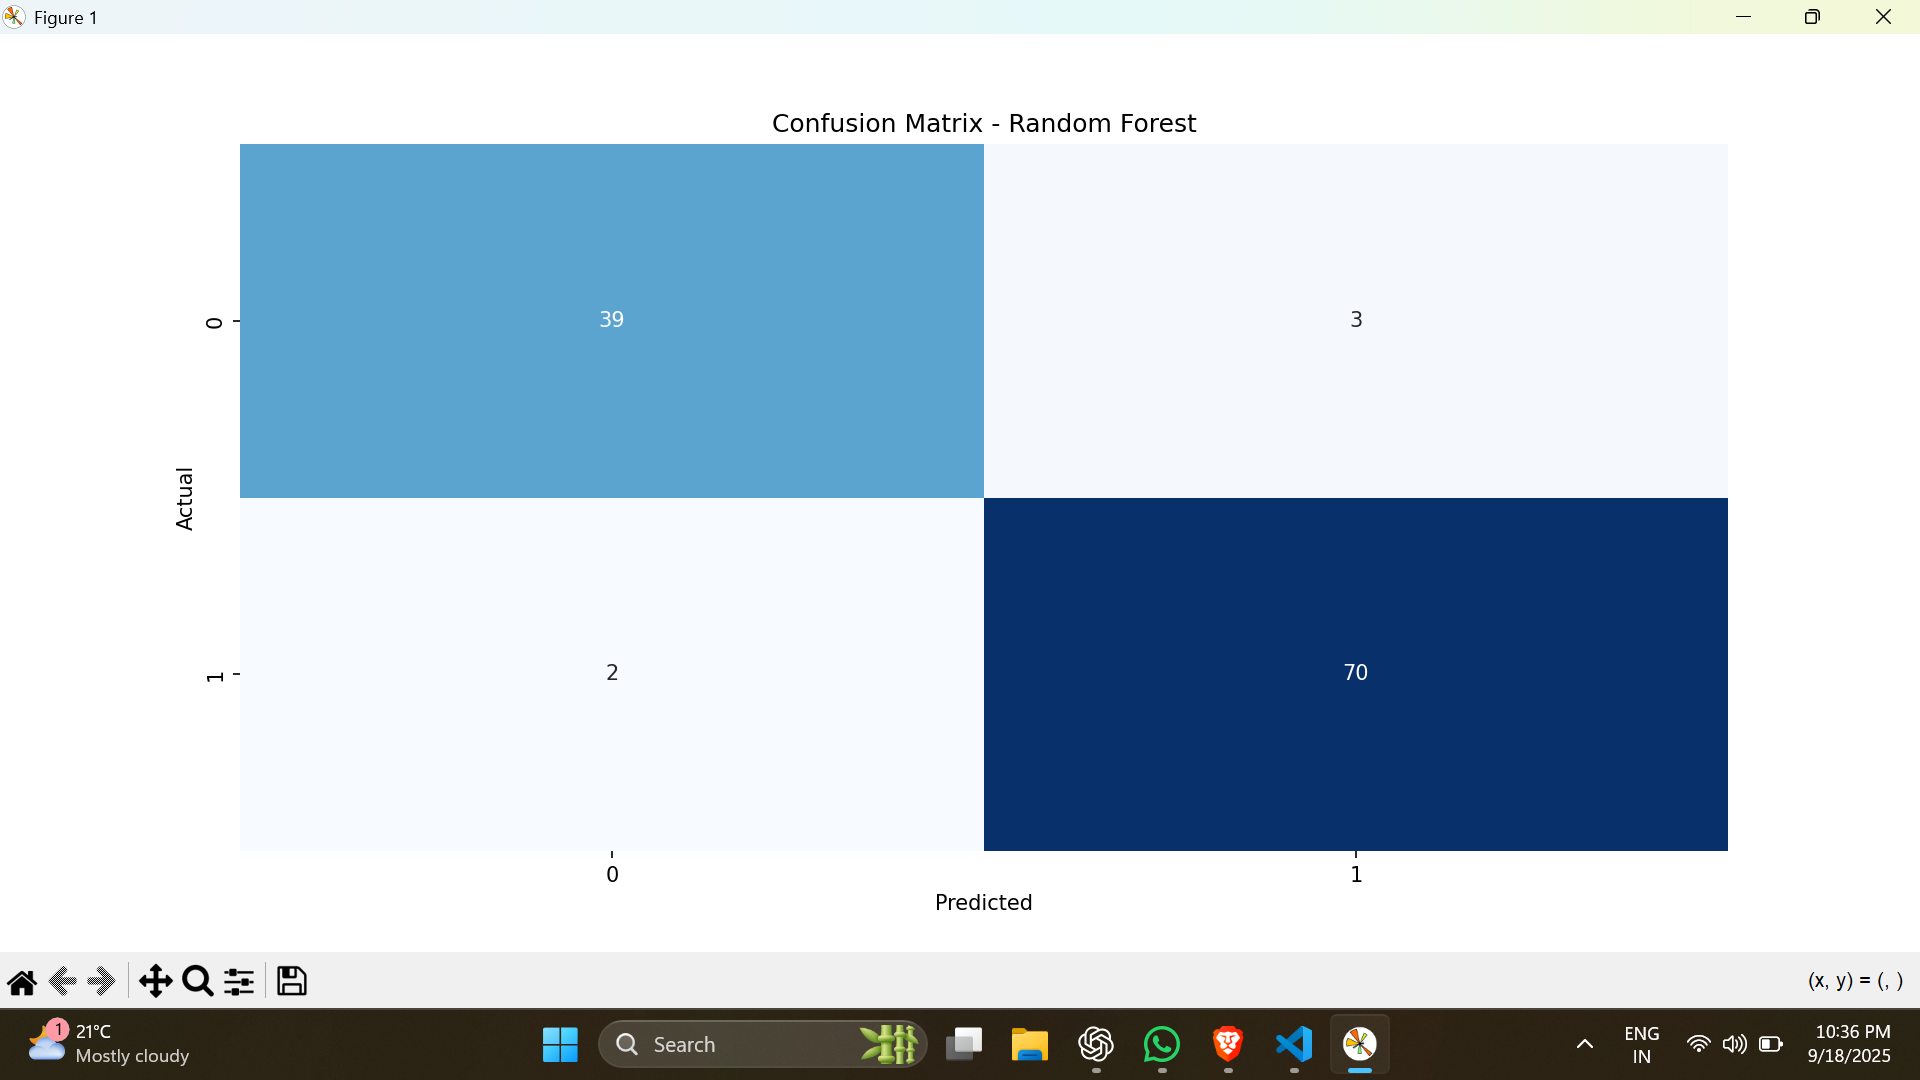 Figure 1
Confusion Matrix - Random Forest
0
39
3
Actual
1
2
70
0
1
Predicted
(x, y) = (, )
1
21°C
Mostly cloudy
Search
ENG
IN
10:36 PM
9/18/2025